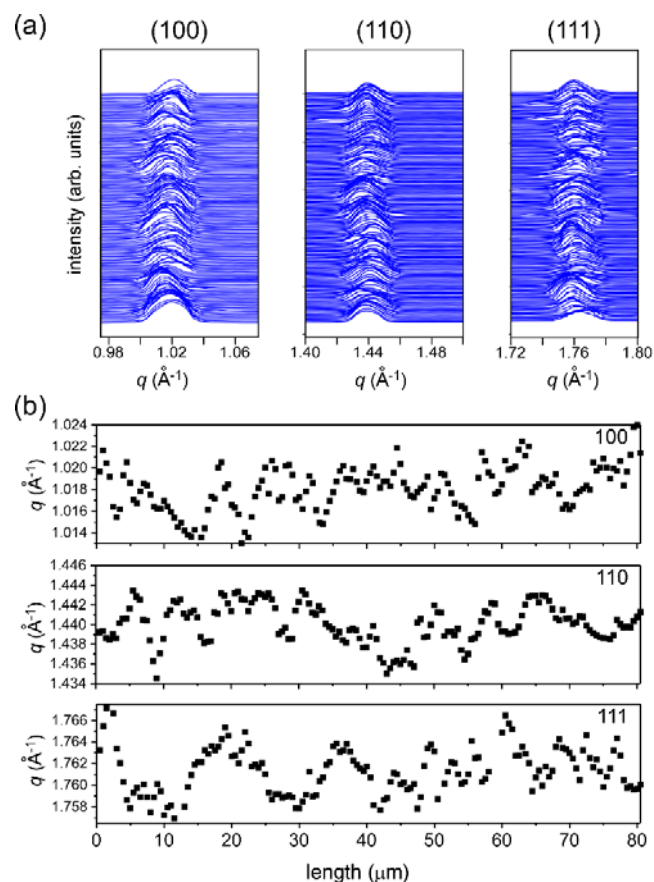 (a)
(100) (110) (111)
intensity (arb. units)
0.98 1.02 1.06 1.40 1.44 1.48 1.72 1.76 1.80
q (Å-1) q (Å-1) q (Å-1)
(b)
1.024
1.022
1.020
1.018
1.016
1.014
q (Å-1)
100
1.446
1.444
1.440
1.438
1.436
1.434
q (Å-1)
110
1.766
1.764
1.762
1.760
1.758
q (Å-1)
111
0 10 20 30 40 50 60 70 80
length (μm)